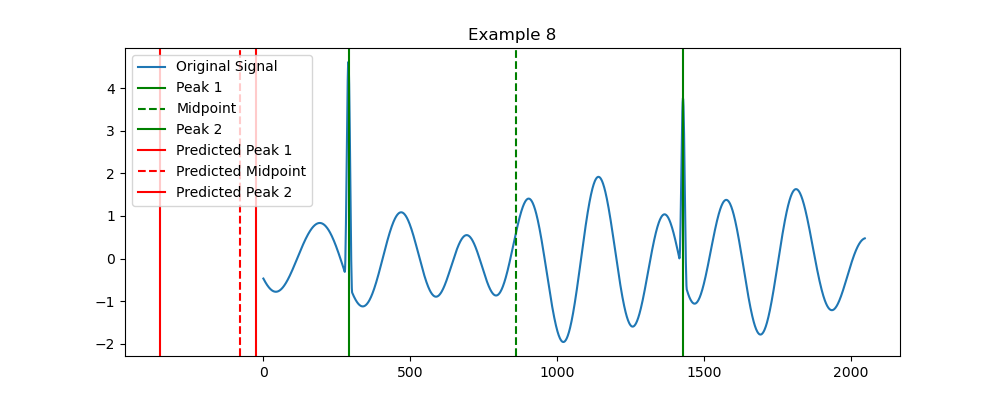 Example 8
Original Signal
Peak 1
Midpoint
Peak 2
Predicted Peak 1
Predicted Midpoint
Predicted Peak 2
4
3
2
1
0
−1
−2
0 500 1000 1500 2000